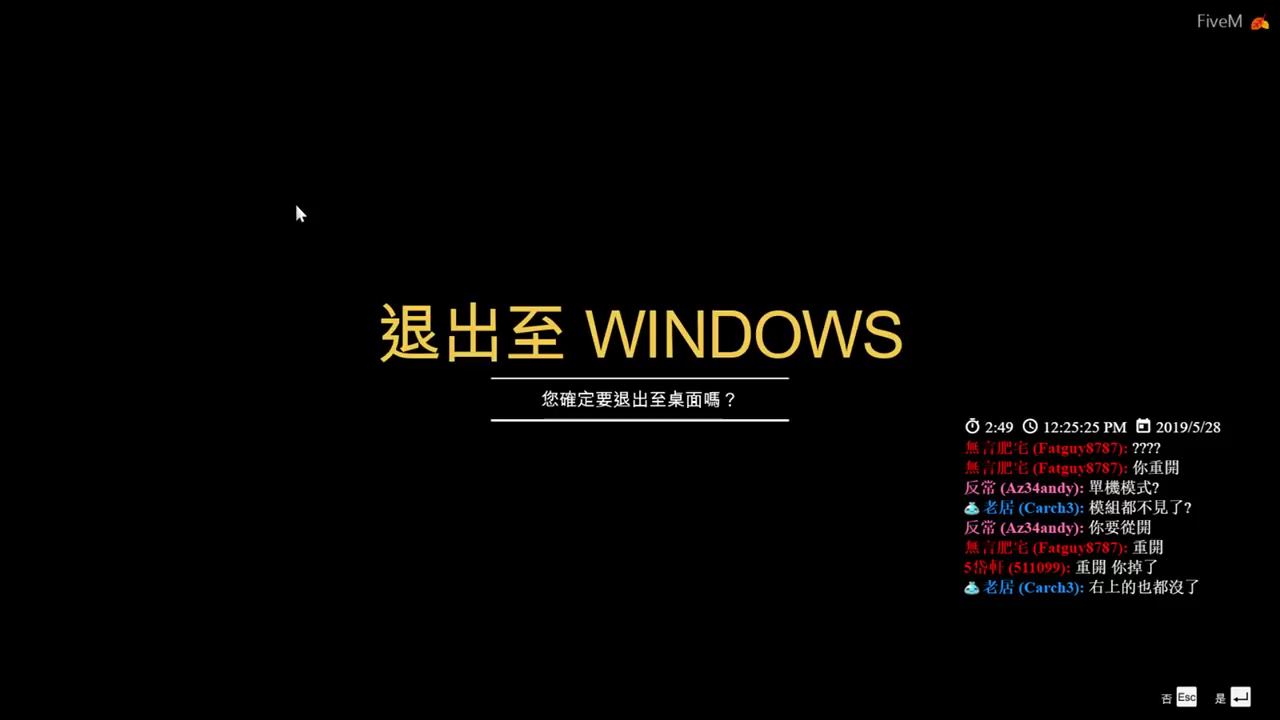 FiveM
退出至 WINDOWS
您確定要退出至桌面嗎？
2:49 12:25:25 PM 2019/5/28
無言肥宅 (Fatguy8787): ????
無言肥宅 (Fatguy8787): 你重開
反常 (Az34andy): 單機模式?
老居 (Carch3): 模組都不見了?
反常 (Az34andy): 你要從開
無言肥宅 (Fatguy8787): 重開
5岱軒 (511099): 重開 你掉了
老居 (Carch3): 右上的也都沒了
否 Esc 是